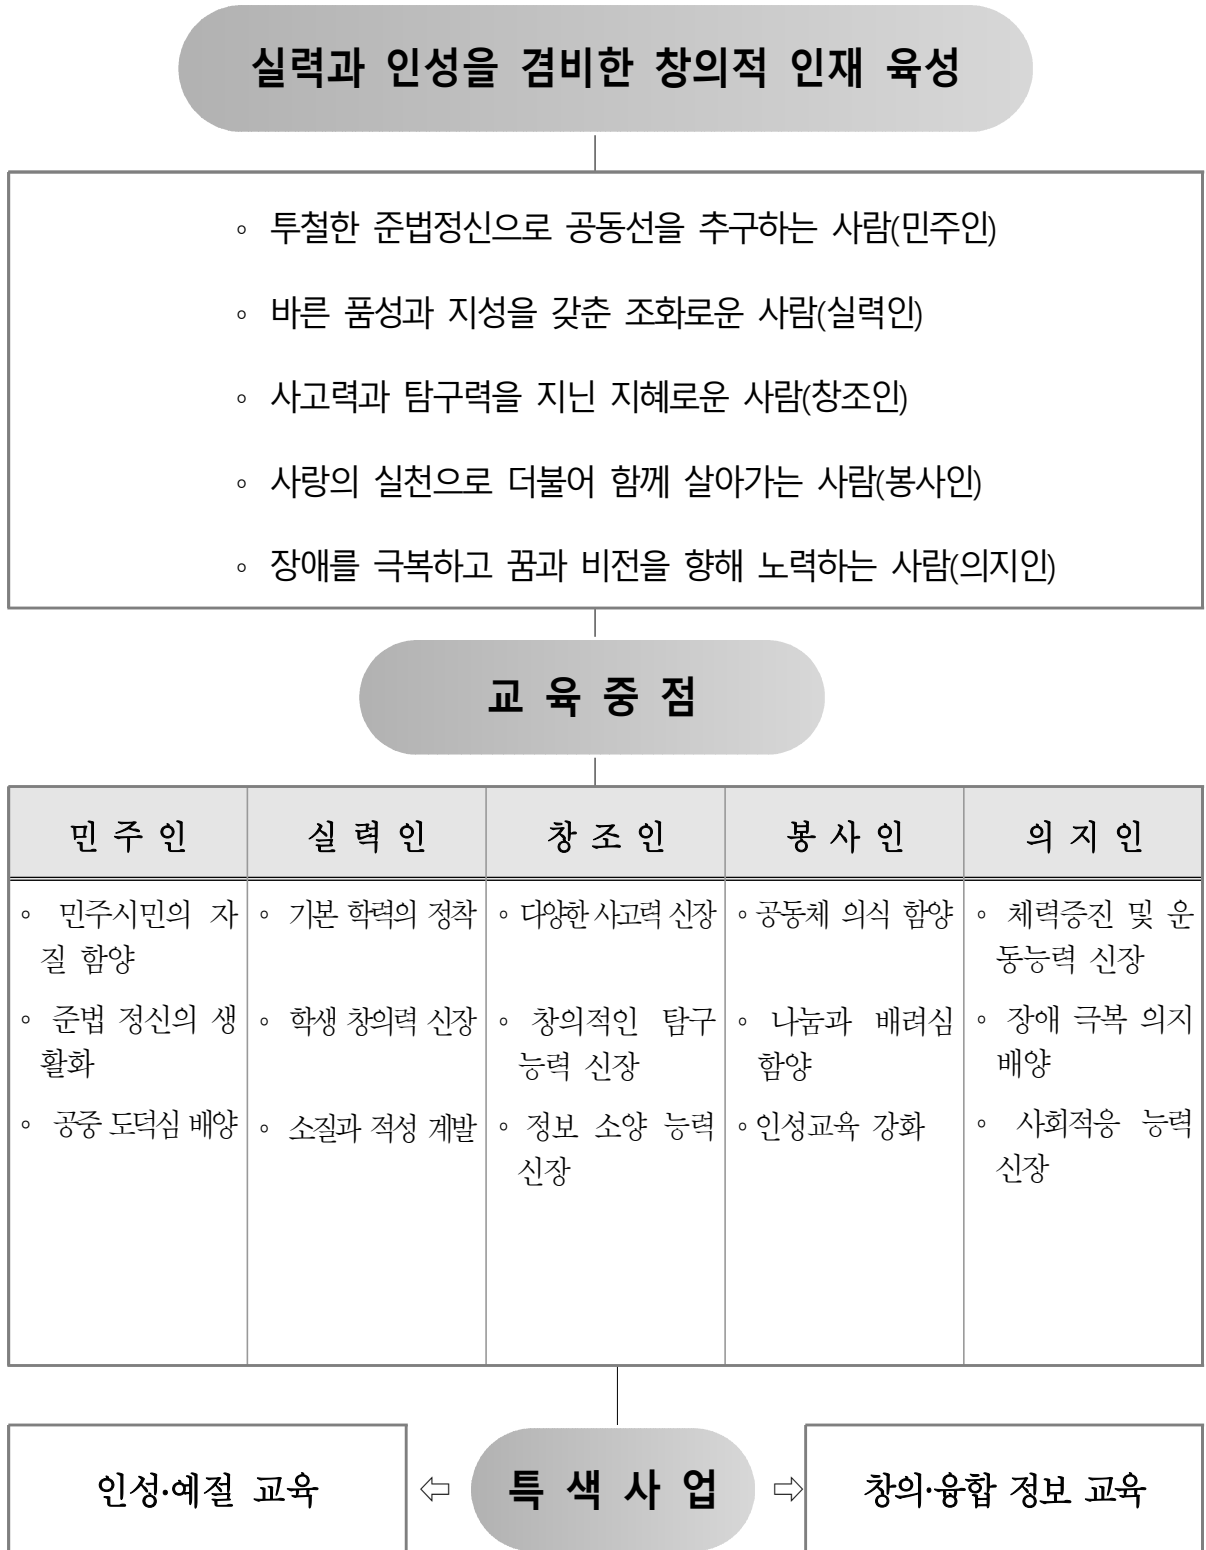 실력과 인성을 겸비한 창의적 인재 육성
◦ 투철한 준법정신으로 공동선을 추구하는 사람(민주인)
◦ 바른 품성과 지성을 갖춘 조화로운 사람(실력인)
◦ 사고력과 탐구력을 지닌 지혜로운 사람(창조인)
◦ 사랑의 실천으로 더불어 함께 살아가는 사람(봉사인)
◦ 장애를 극복하고 꿈과 비전을 향해 노력하는 사람(의지인)
교 육 중 점
민 주 인
◦ 민주시민의 자
질 함양
◦ 준법 정신의 생
활화
◦ 공중 도덕심 배양
실 력 인
◦ 기본 학력의 정착
◦ 학생 창의력 신장
◦ 소질과 적성 계발
창 조 인
◦ 다양한 사고력 신장
◦ 창의적인 탐구
능력 신장
◦ 정보 소양 능력
신장
봉 사 인
◦ 공동체 의식 함양
◦ 나눔과 배려심
함양
◦ 인성교육 강화
의 지 인
◦ 체력증진 및 운
동능력 신장
◦ 장애 극복 의지
배양
◦ 사회적응 능력
신장
인성·예절 교육
⇦
특 색 사 업
⇨
창의·융합 정보 교육